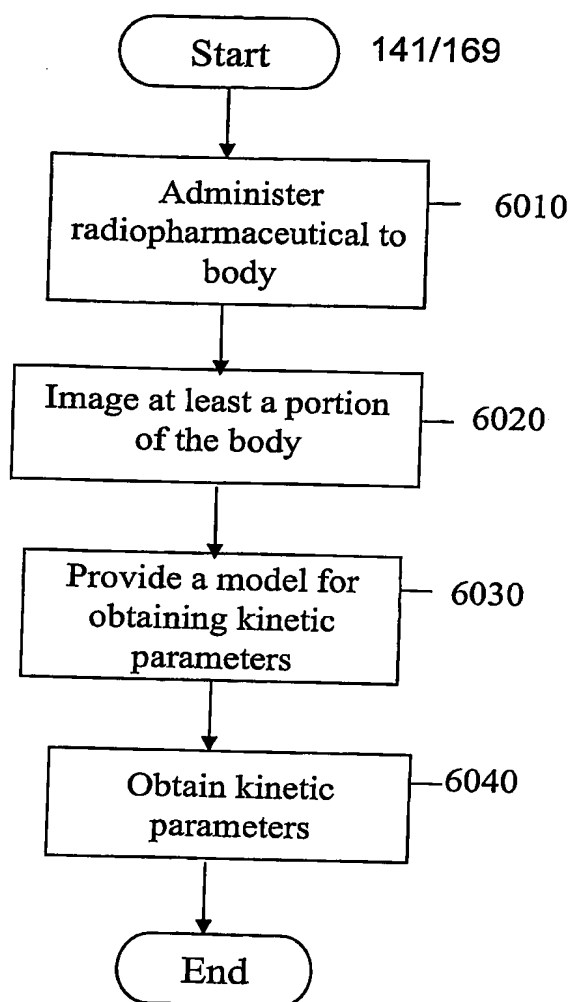 Start
141/169
Administer
radiopharmaceutical to
body
6010
Image at least a portion
of the body
6020
Provide a model for
obtaining kinetic
parameters
6030
Obtain kinetic
parameters
6040
End